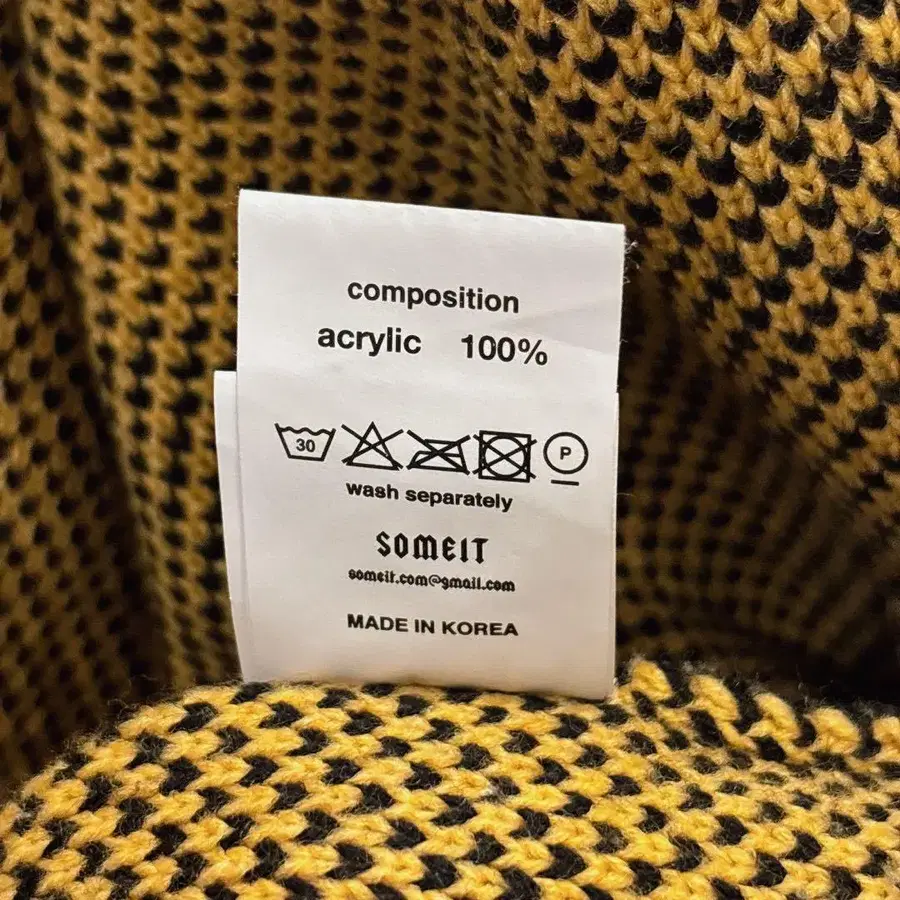 composition
acrylic 100%
30 P
wash separately
SOMEIT
someit.com@gmail.com
MADE IN KOREA